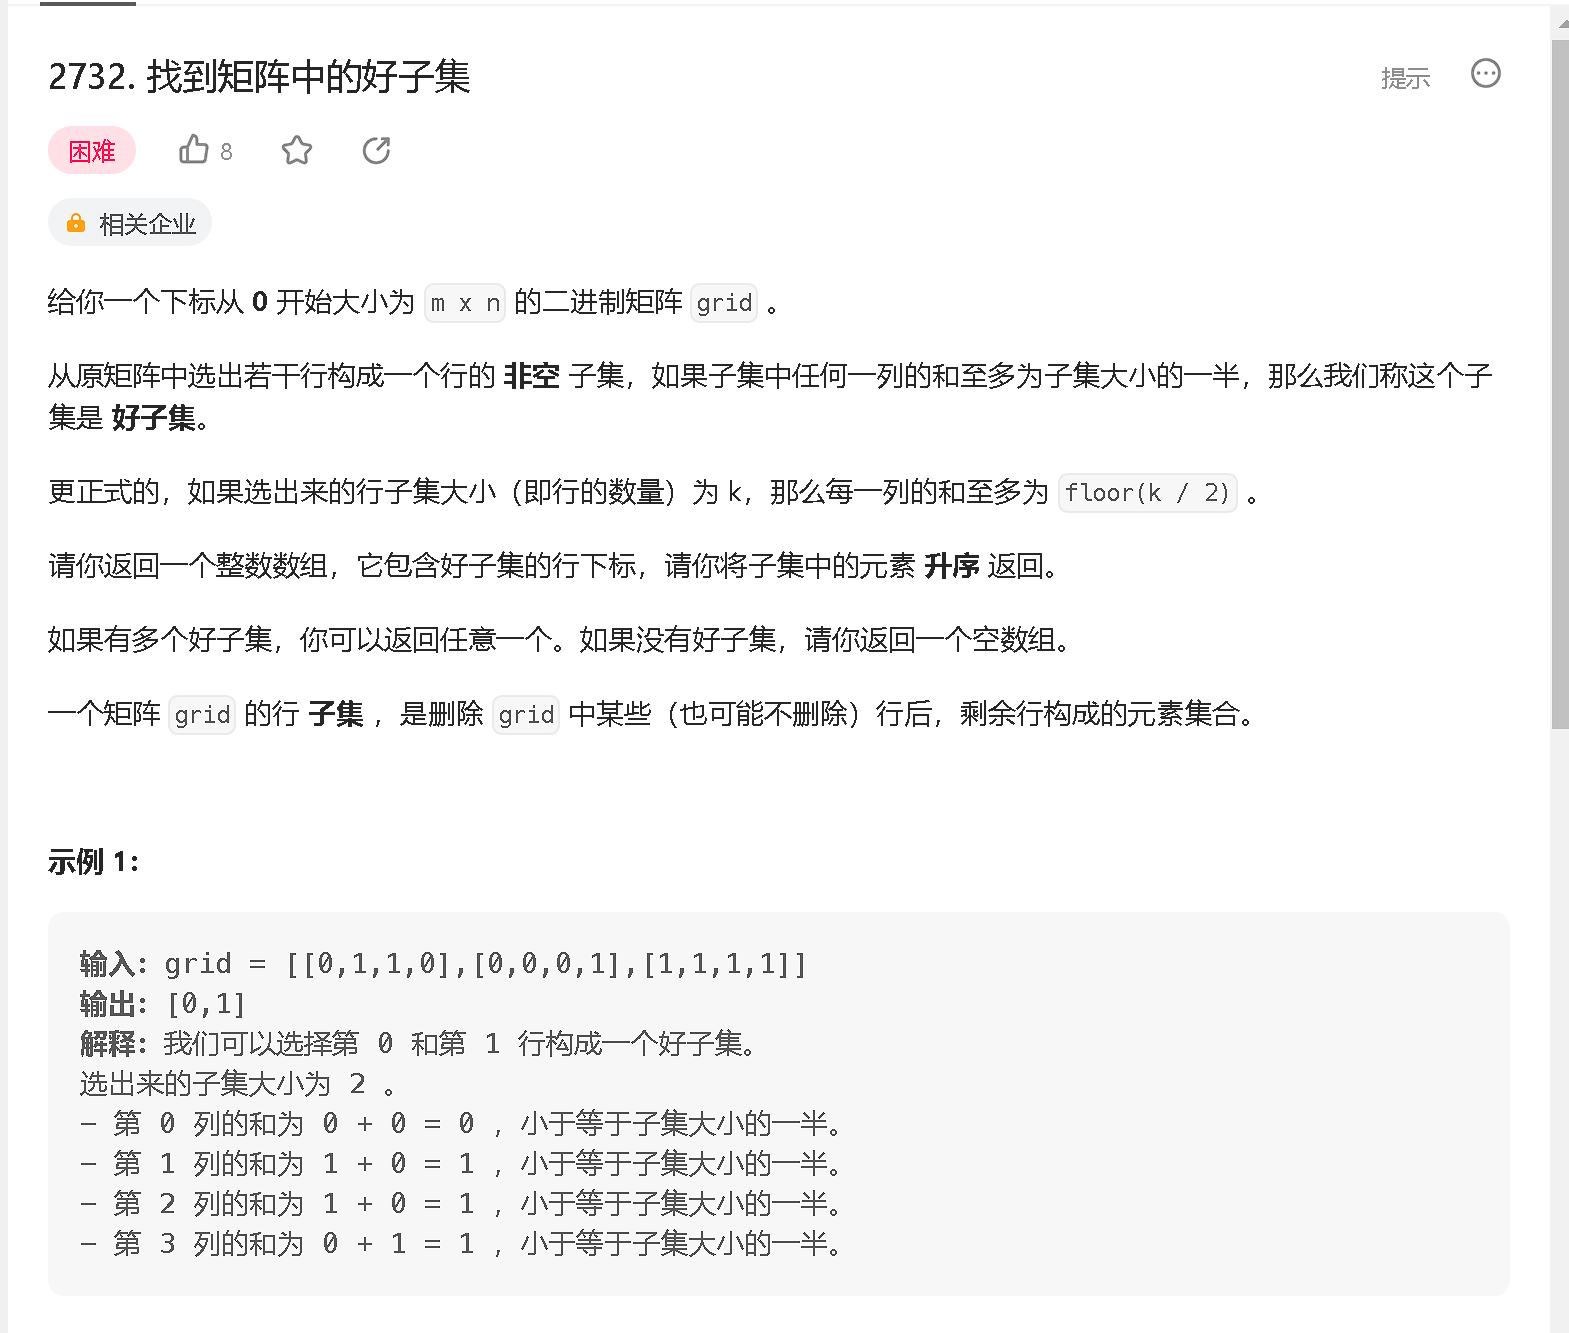 2732. 找到矩阵中的好子集
提示
困难
8
相关企业
给你一个下标从 0 开始大小为 m x n 的二进制矩阵 grid 。
从原矩阵中选出若干行构成一个行的 非空 子集，如果子集中任何一列的和至多为子集大小的一半，那么我们称这个子
集是 好子集。
更正式的，如果选出来的行子集大小（即行的数量）为 k，那么每一列的和至多为 floor(k / 2) 。
请你返回一个整数数组，它包含好子集的行下标，请你将子集中的元素 升序 返回。
如果有多个好子集，你可以返回任意一个。如果没有好子集，请你返回一个空数组。
一个矩阵 grid 的行 子集 ，是删除 grid 中某些（也可能不删除）行后，剩余行构成的元素集合。
示例 1：
输入：grid = [[0,1,1,0],[0,0,0,1],[1,1,1,1]]
输出：[0,1]
解释：我们可以选择第 0 和第 1 行构成一个好子集。
选出来的子集大小为 2 。
- 第 0 列的和为 0 + 0 = 0 ，小于等于子集大小的一半。
- 第 1 列的和为 1 + 0 = 1 ，小于等于子集大小的一半。
- 第 2 列的和为 1 + 0 = 1 ，小于等于子集大小的一半。
- 第 3 列的和为 0 + 1 = 1 ，小于等于子集大小的一半。